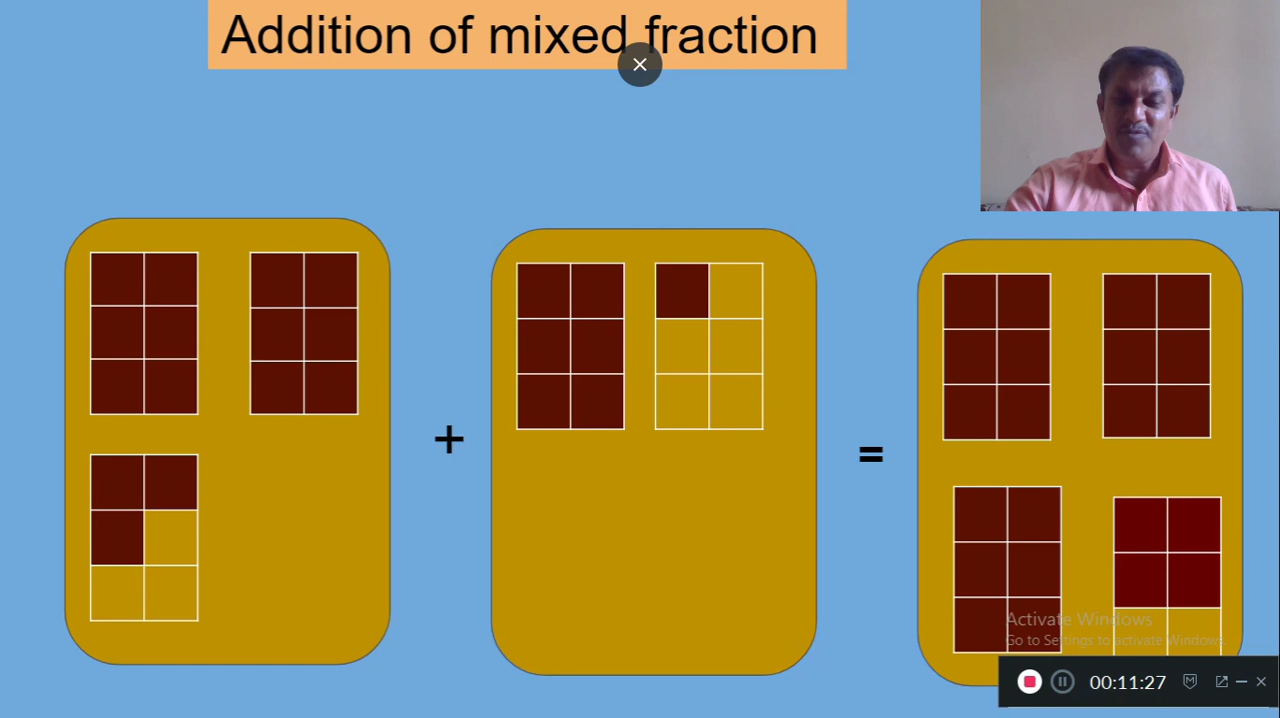 Addition of mixed fraction
+
=
Activate Windows
Go to Settings to activate Windows.
00:11:27